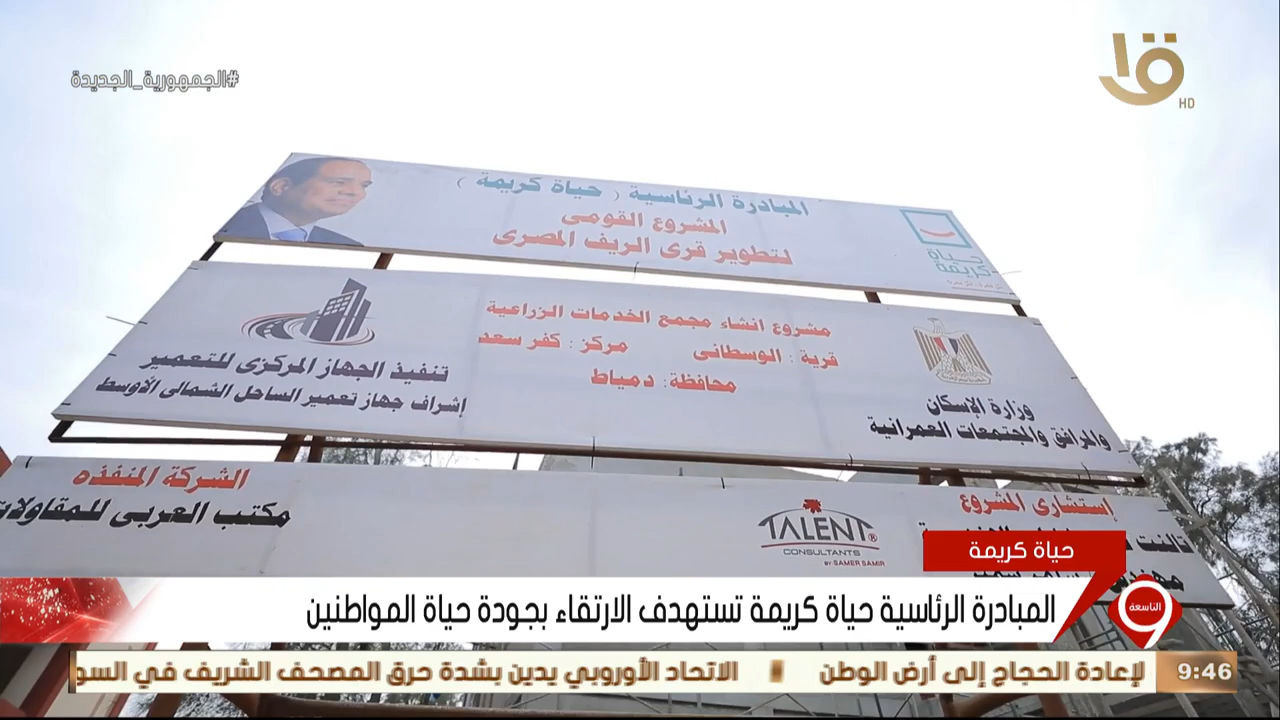 #الجمهورية_الجديدة
HD
المبادرة الرئاسية ( حياة كريمة )
المشروع القومى
لتطوير قرى الريف المصرى
حياة
كريمة
مشروع انشاء مجمع الخدمات الزراعية
قرية : الوسطانى مركز : كفر سعد
محافظة : دمياط
وزارة الإسكان
والمرافق والمجتمعات العمرانية
تنفيذ الجهاز المركزى للتعمير
إشراف جهاز تعمير الساحل الشمالى الأوسط
إستشارى المشروع
تالنت
TALENT®
CONSULTANTS
BY SAMER SAMIR
الشركة المنفذه
مكتب العربى للمقاولات
حياة كريمة
المبادرة الرئاسية حياة كريمة تستهدف الارتقاء بجودة حياة المواطنين
التاسعة
9:46
لإعادة الحجاج إلى أرض الوطن
الاتحاد الأوروبي يدين بشدة حرق المصحف الشريف في